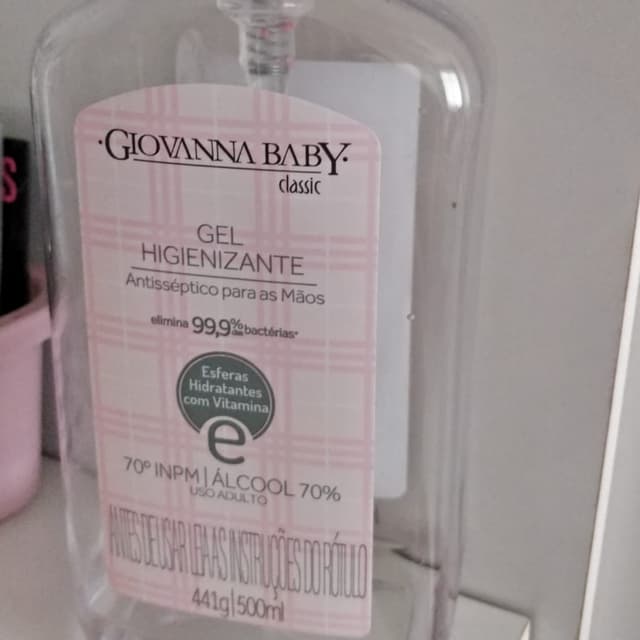 ·GIOVANNA BABY·
classic
GEL
HIGIENIZANTE
Antisséptico para as Mãos
elimina 99,9% das bactérias*
Esferas
Hidratantes
com Vitamina
e
70º INPM | ÁLCOOL 70%
USO ADULTO
ANTES DE USAR LEIA AS INSTRUÇÕES DO RÓTULO
441g | 500ml
S